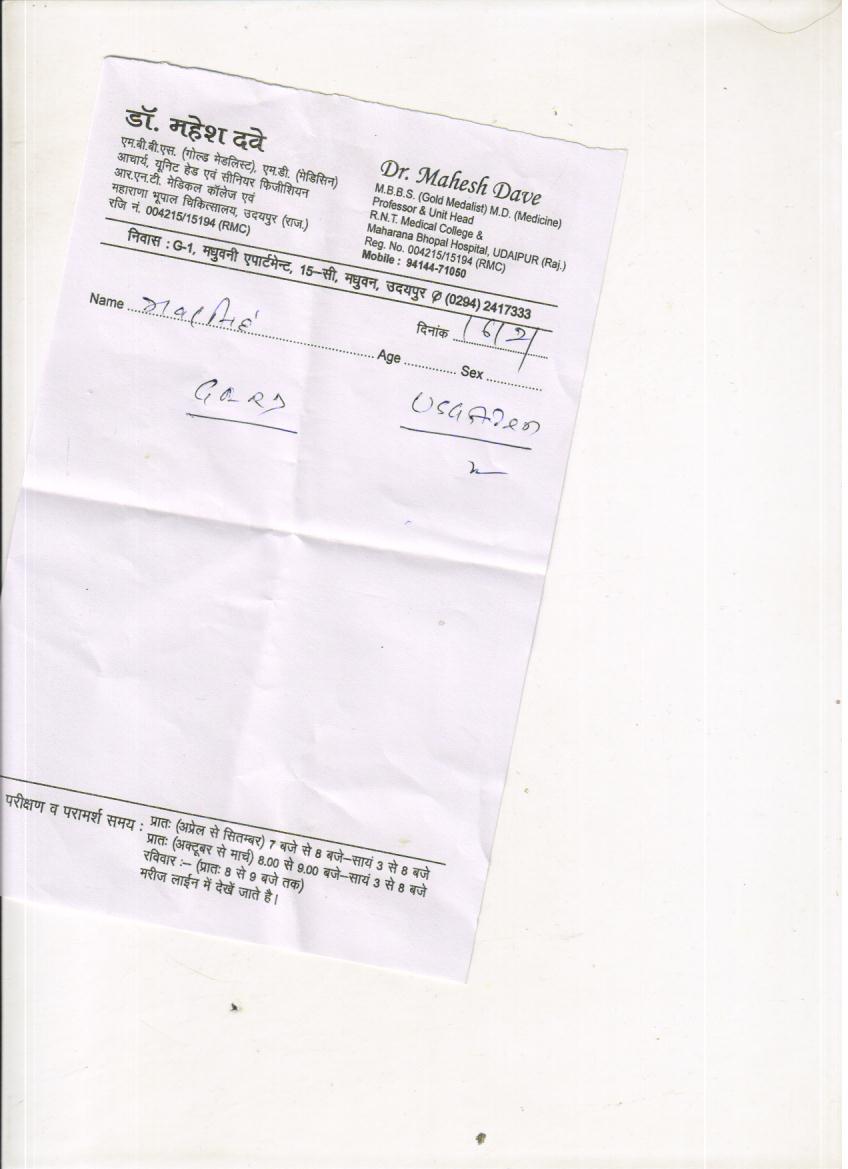 डॉ. महेश दवे
एम.बी.बी.एस. (गोल्ड मेडलिस्ट), एम.डी. (मेडिसिन)
आचार्य, यूनिट हेड एवं सीनियर फिजीशियन
आर.एन.टी. मेडिकल कॉलेज एवं
महाराणा भूपाल चिकित्सालय, उदयपुर (राज.)
रजि नं. 004215/15194 (RMC)
Dr. Mahesh Dave
M.B.B.S. (Gold Medalist) M.D. (Medicine)
Professor & Unit Head
R.N.T. Medical College &
Maharana Bhopal Hospital, UDAIPUR (Raj.)
Reg. No. 004215/15194 (RMC)
Mobile : 94144-71050
निवास : G-1, मधुवनी एपार्टमेन्ट, 15–सी, मधुवन, उदयपुर ✆ (0294) 2417333
Name
दिनांक
Age
Sex
GERD
परीक्षण व परामर्श समय : प्रातः (अप्रेल से सितम्बर) 7 बजे से 8 बजे–सायं 3 से 8 बजे
प्रातः (अक्टूबर से मार्च) 8.00 से 9.00 बजे–सायं 3 से 8 बजे
रविवार :– (प्रातः 8 से 9 बजे तक)
मरीज लाईन में देखें जाते है।